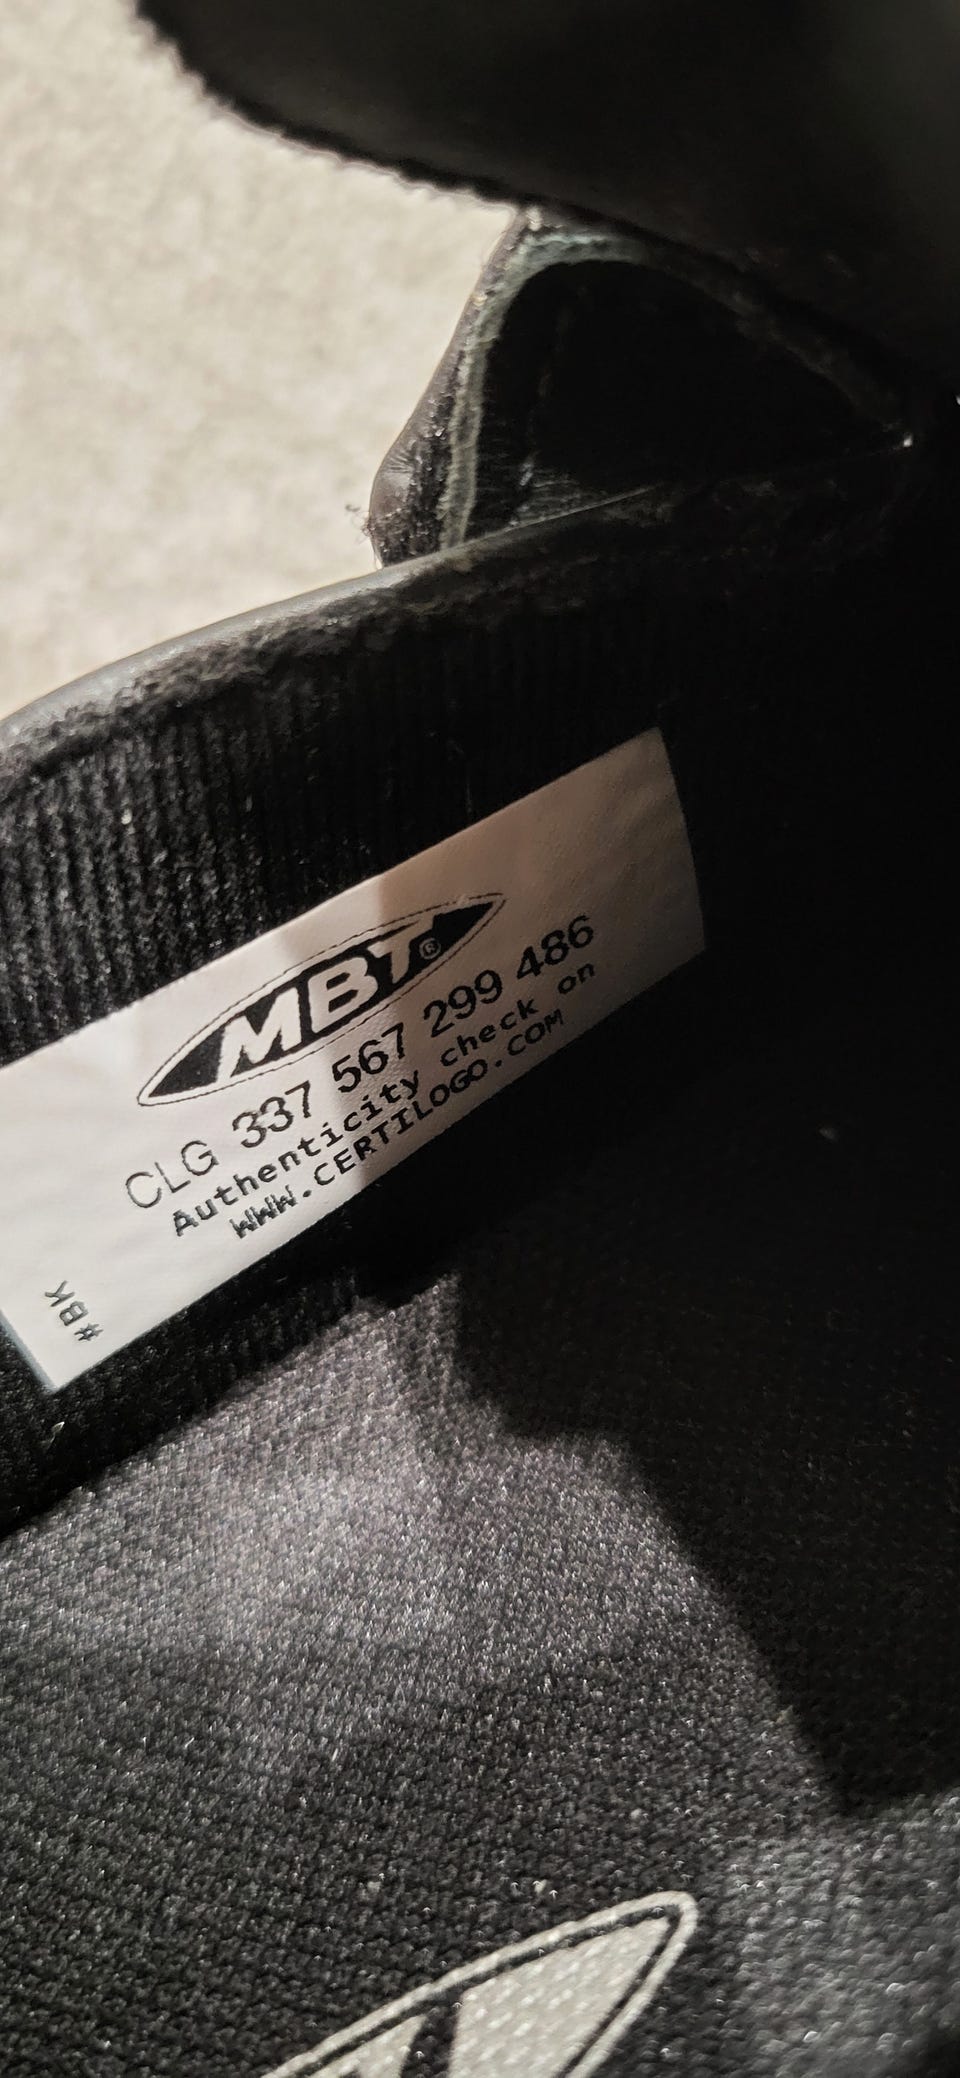 MBT®
CLG 337 567 299 486
Authenticity check on
WWW.CERTILOGO.COM
#BK